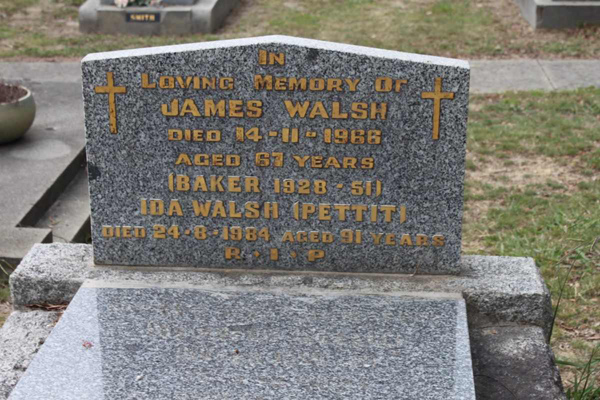 SMITH
IN
LOVING MEMORY OF
JAMES WALSH
DIED 14-11-1966
AGED 67 YEARS
(BAKER 1928-51)
IDA WALSH (PETTIT)
DIED 24-8-1984 AGED 91 YEARS
R·I·P